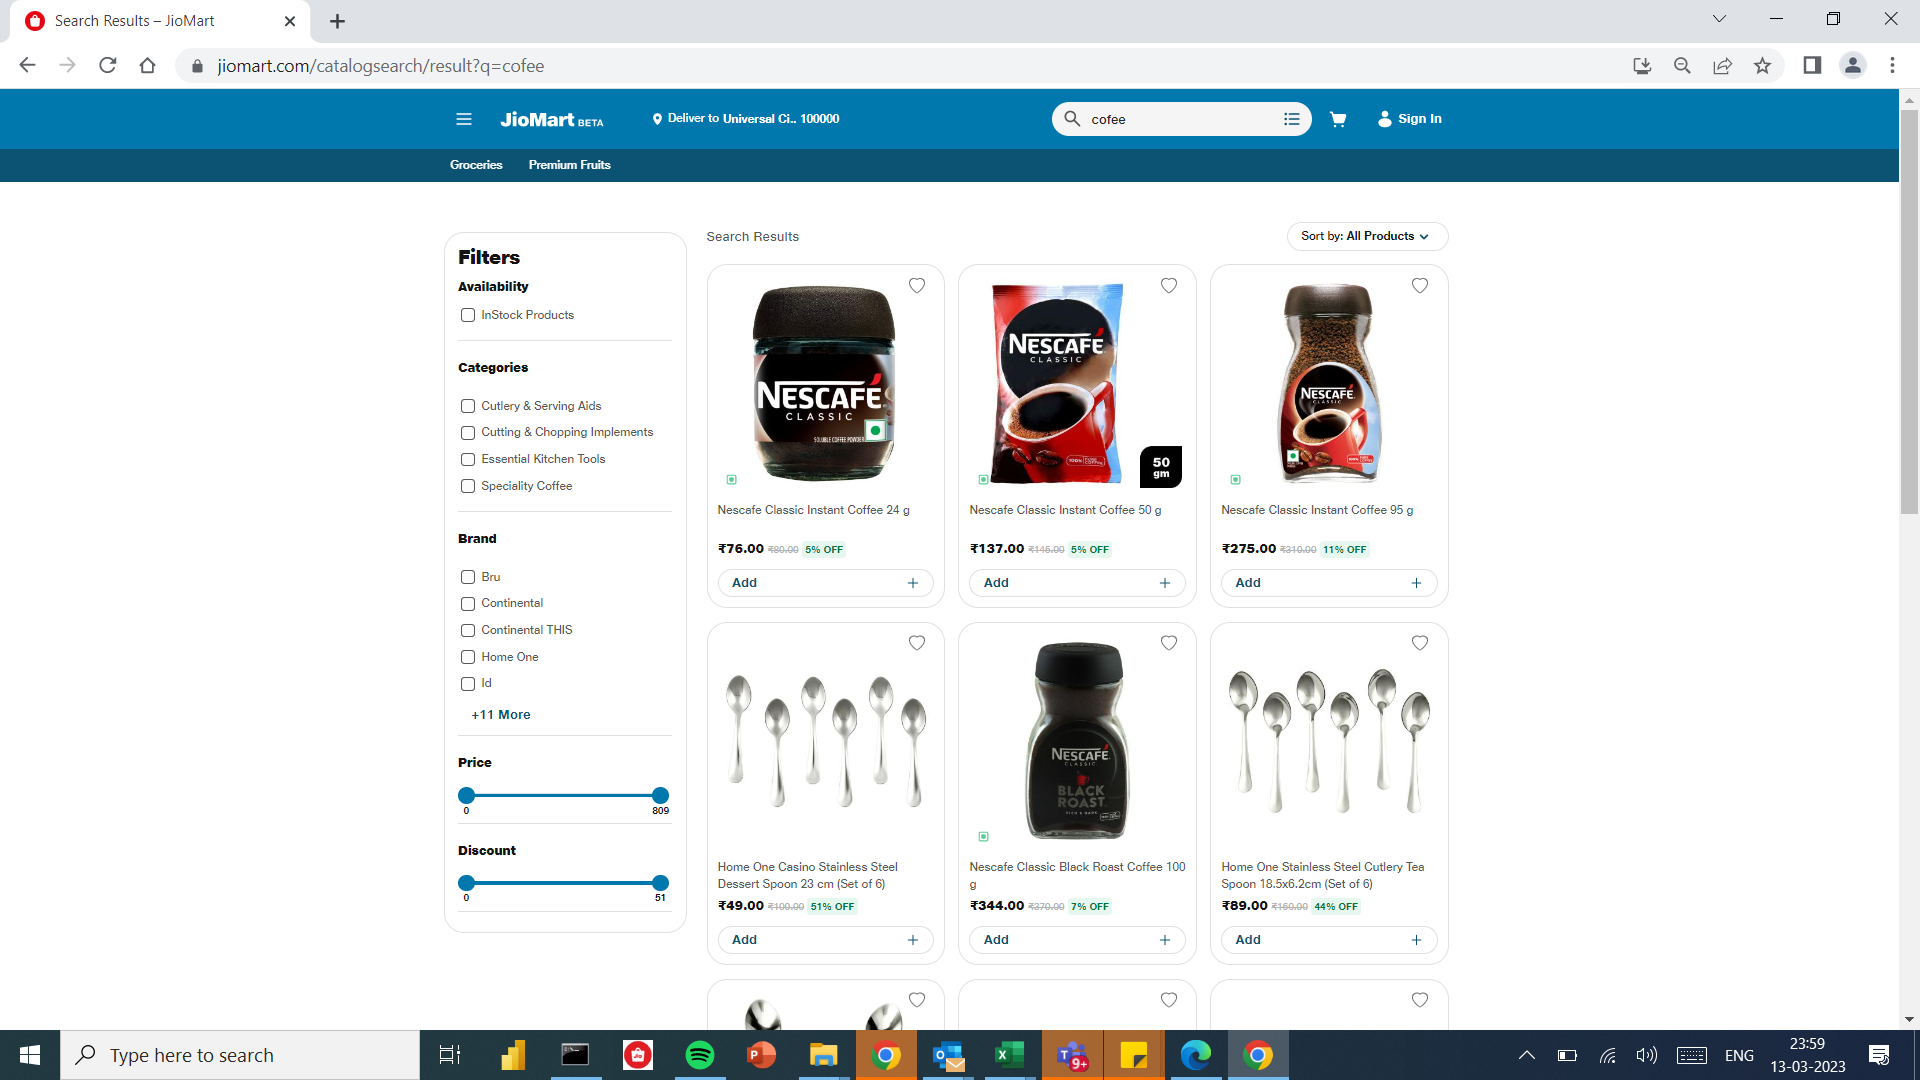 Search Results – JioMart
jiomart.com/catalogsearch/result?q=cofee
JioMart BETA
Deliver to Universal Ci.. 100000
cofee
Sign In
Groceries
Premium Fruits
Filters
Availability
InStock Products
Categories
Cutlery & Serving Aids
Cutting & Chopping Implements
Essential Kitchen Tools
Speciality Coffee
Brand
Bru
Continental
Continental THIS
Home One
Id
+11 More
Price
0
809
Discount
0
51
Search Results
Sort by: All Products
NESCAFÉ
CLASSIC
SOLUBLE COFFEE POWDER
Nescafe Classic Instant Coffee 24 g
₹76.00 ₹80.00 5% OFF
Add
NESCAFÉ
CLASSIC
50
gm
Nescafe Classic Instant Coffee 50 g
₹137.00 ₹145.00 5% OFF
Add
NESCAFÉ
CLASSIC
Nescafe Classic Instant Coffee 95 g
₹275.00 ₹310.00 11% OFF
Add
Home One Casino Stainless Steel
Dessert Spoon 23 cm (Set of 6)
₹49.00 ₹100.00 51% OFF
Add
NESCAFÉ
CLASSIC
BLACK
ROAST
Nescafe Classic Black Roast Coffee 100
g
₹344.00 ₹370.00 7% OFF
Add
Home One Stainless Steel Cutlery Tea
Spoon 18.5x6.2cm (Set of 6)
₹89.00 ₹160.00 44% OFF
Add
Type here to search
9+
ENG
23:59
13-03-2023